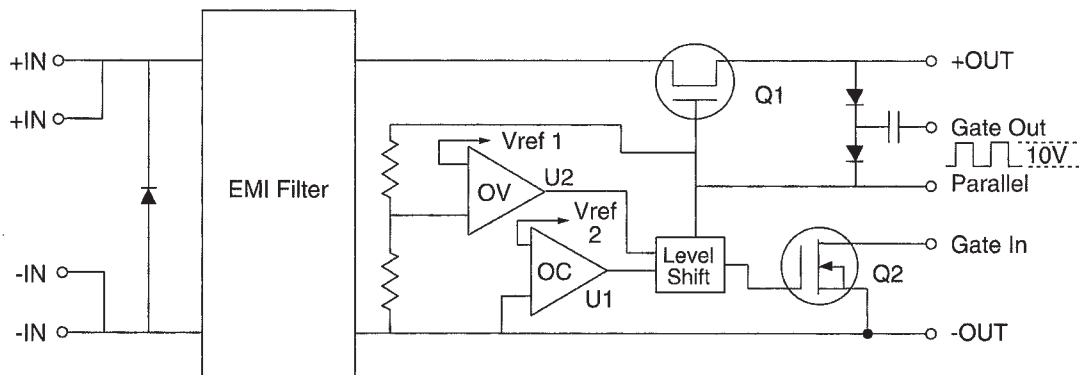 +IN
+IN
-IN
-IN
EMI Filter
Vref 1
OV
U2
Vref
2
OC
U1
Level
Shift
Q1
Q2
+OUT
Gate Out
10V
Parallel
Gate In
-OUT